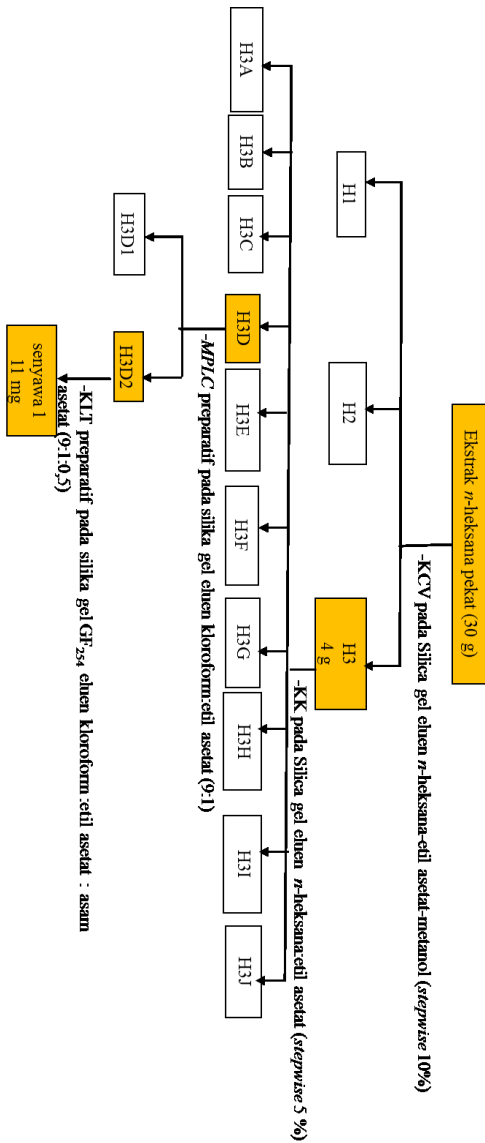 Ekstrak n-heksana pekat (30 g)
-KCV pada Silica gel eluen n-heksana-etil asetat-metanol (stepwise 10%)
H1
H2
H3
4 g
-KK pada Silica gel eluen n-heksana:etil asetat (stepwise 5 %)
H3A
H3B
H3C
H3D
H3E
H3F
H3G
H3H
H3I
H3J
-MPLC preparatif pada silika gel eluen kloroform:etil asetat (9:1)
H3D1
H3D2
-KLT preparatif pada silika gel GF254 eluen kloroform :etil asetat : asam
asetat (9:1:0,5)
senyawa 1
11 mg